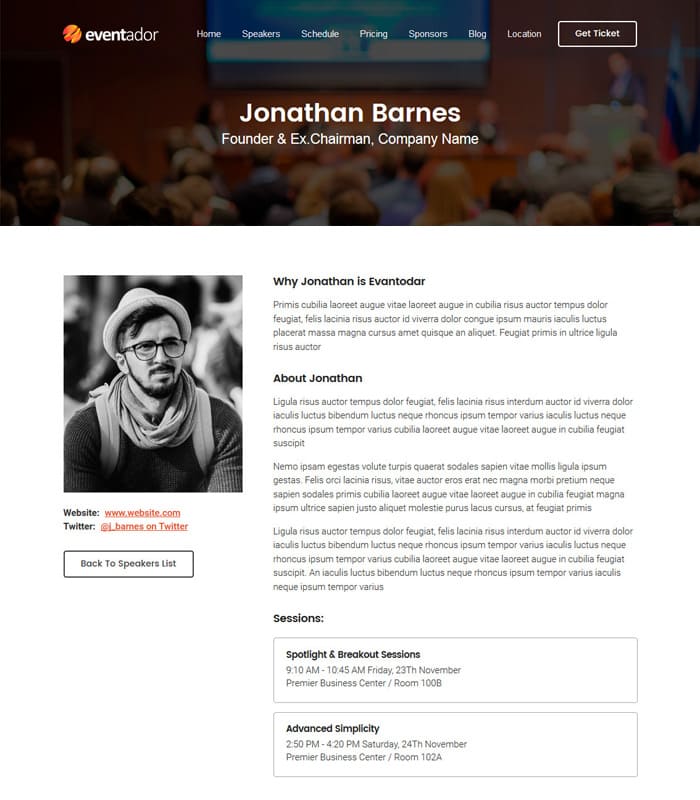 eventador
Home Speakers Schedule Pricing Sponsors Blog Location Get Ticket
Jonathan Barnes
Founder & Ex.Chairman, Company Name
Why Jonathan is Evantodar
Primis cubilia laoreet augue vitae laoreet augue in cubilia risus auctor tempus dolor
feugiat, felis lacinia risus auctor id viverra dolor congue ipsum mauris iaculis luctus
placerat massa magna cursus amet quisque an aliquet. Feugiat primis in ultrice ligula
risus auctor
About Jonathan
Ligula risus auctor tempus dolor feugiat, felis lacinia risus interdum auctor id viverra dolor
iaculis luctus bibendum luctus neque rhoncus ipsum tempor varius iaculis luctus neque
rhoncus ipsum tempor varius cubilia laoreet augue vitae laoreet augue in cubilia feugiat
suscipit
Nemo ipsam egestas volute turpis quaerat sodales sapien vitae mollis ligula ipsum
gestas. Felis orci lacinia risus, vitae auctor eros erat nec magna morbi pretium neque
sapien sodales primis cubilia laoreet augue vitae laoreet augue in cubilia feugiat magna
ipsum ultrice sapien justo aliquet molestie purus lacus cursus, at feugiat primis
Ligula risus auctor tempus dolor feugiat, felis lacinia risus interdum auctor id viverra dolor
iaculis luctus bibendum luctus neque rhoncus ipsum tempor varius iaculis luctus neque
rhoncus ipsum tempor varius cubilia laoreet augue vitae laoreet augue in cubilia feugiat
suscipit. An iaculis luctus bibendum luctus neque rhoncus ipsum tempor varius iaculis
neque ipsum tempor varius
Website: www.website.com
Twitter: @j_barnes on Twitter
Back To Speakers List
Sessions:
Spotlight & Breakout Sessions
9:10 AM - 10:45 AM Friday, 23Th November
Premier Business Center / Room 100B
Advanced Simplicity
2:50 PM - 4:20 PM Saturday, 24Th November
Premier Business Center / Room 102A